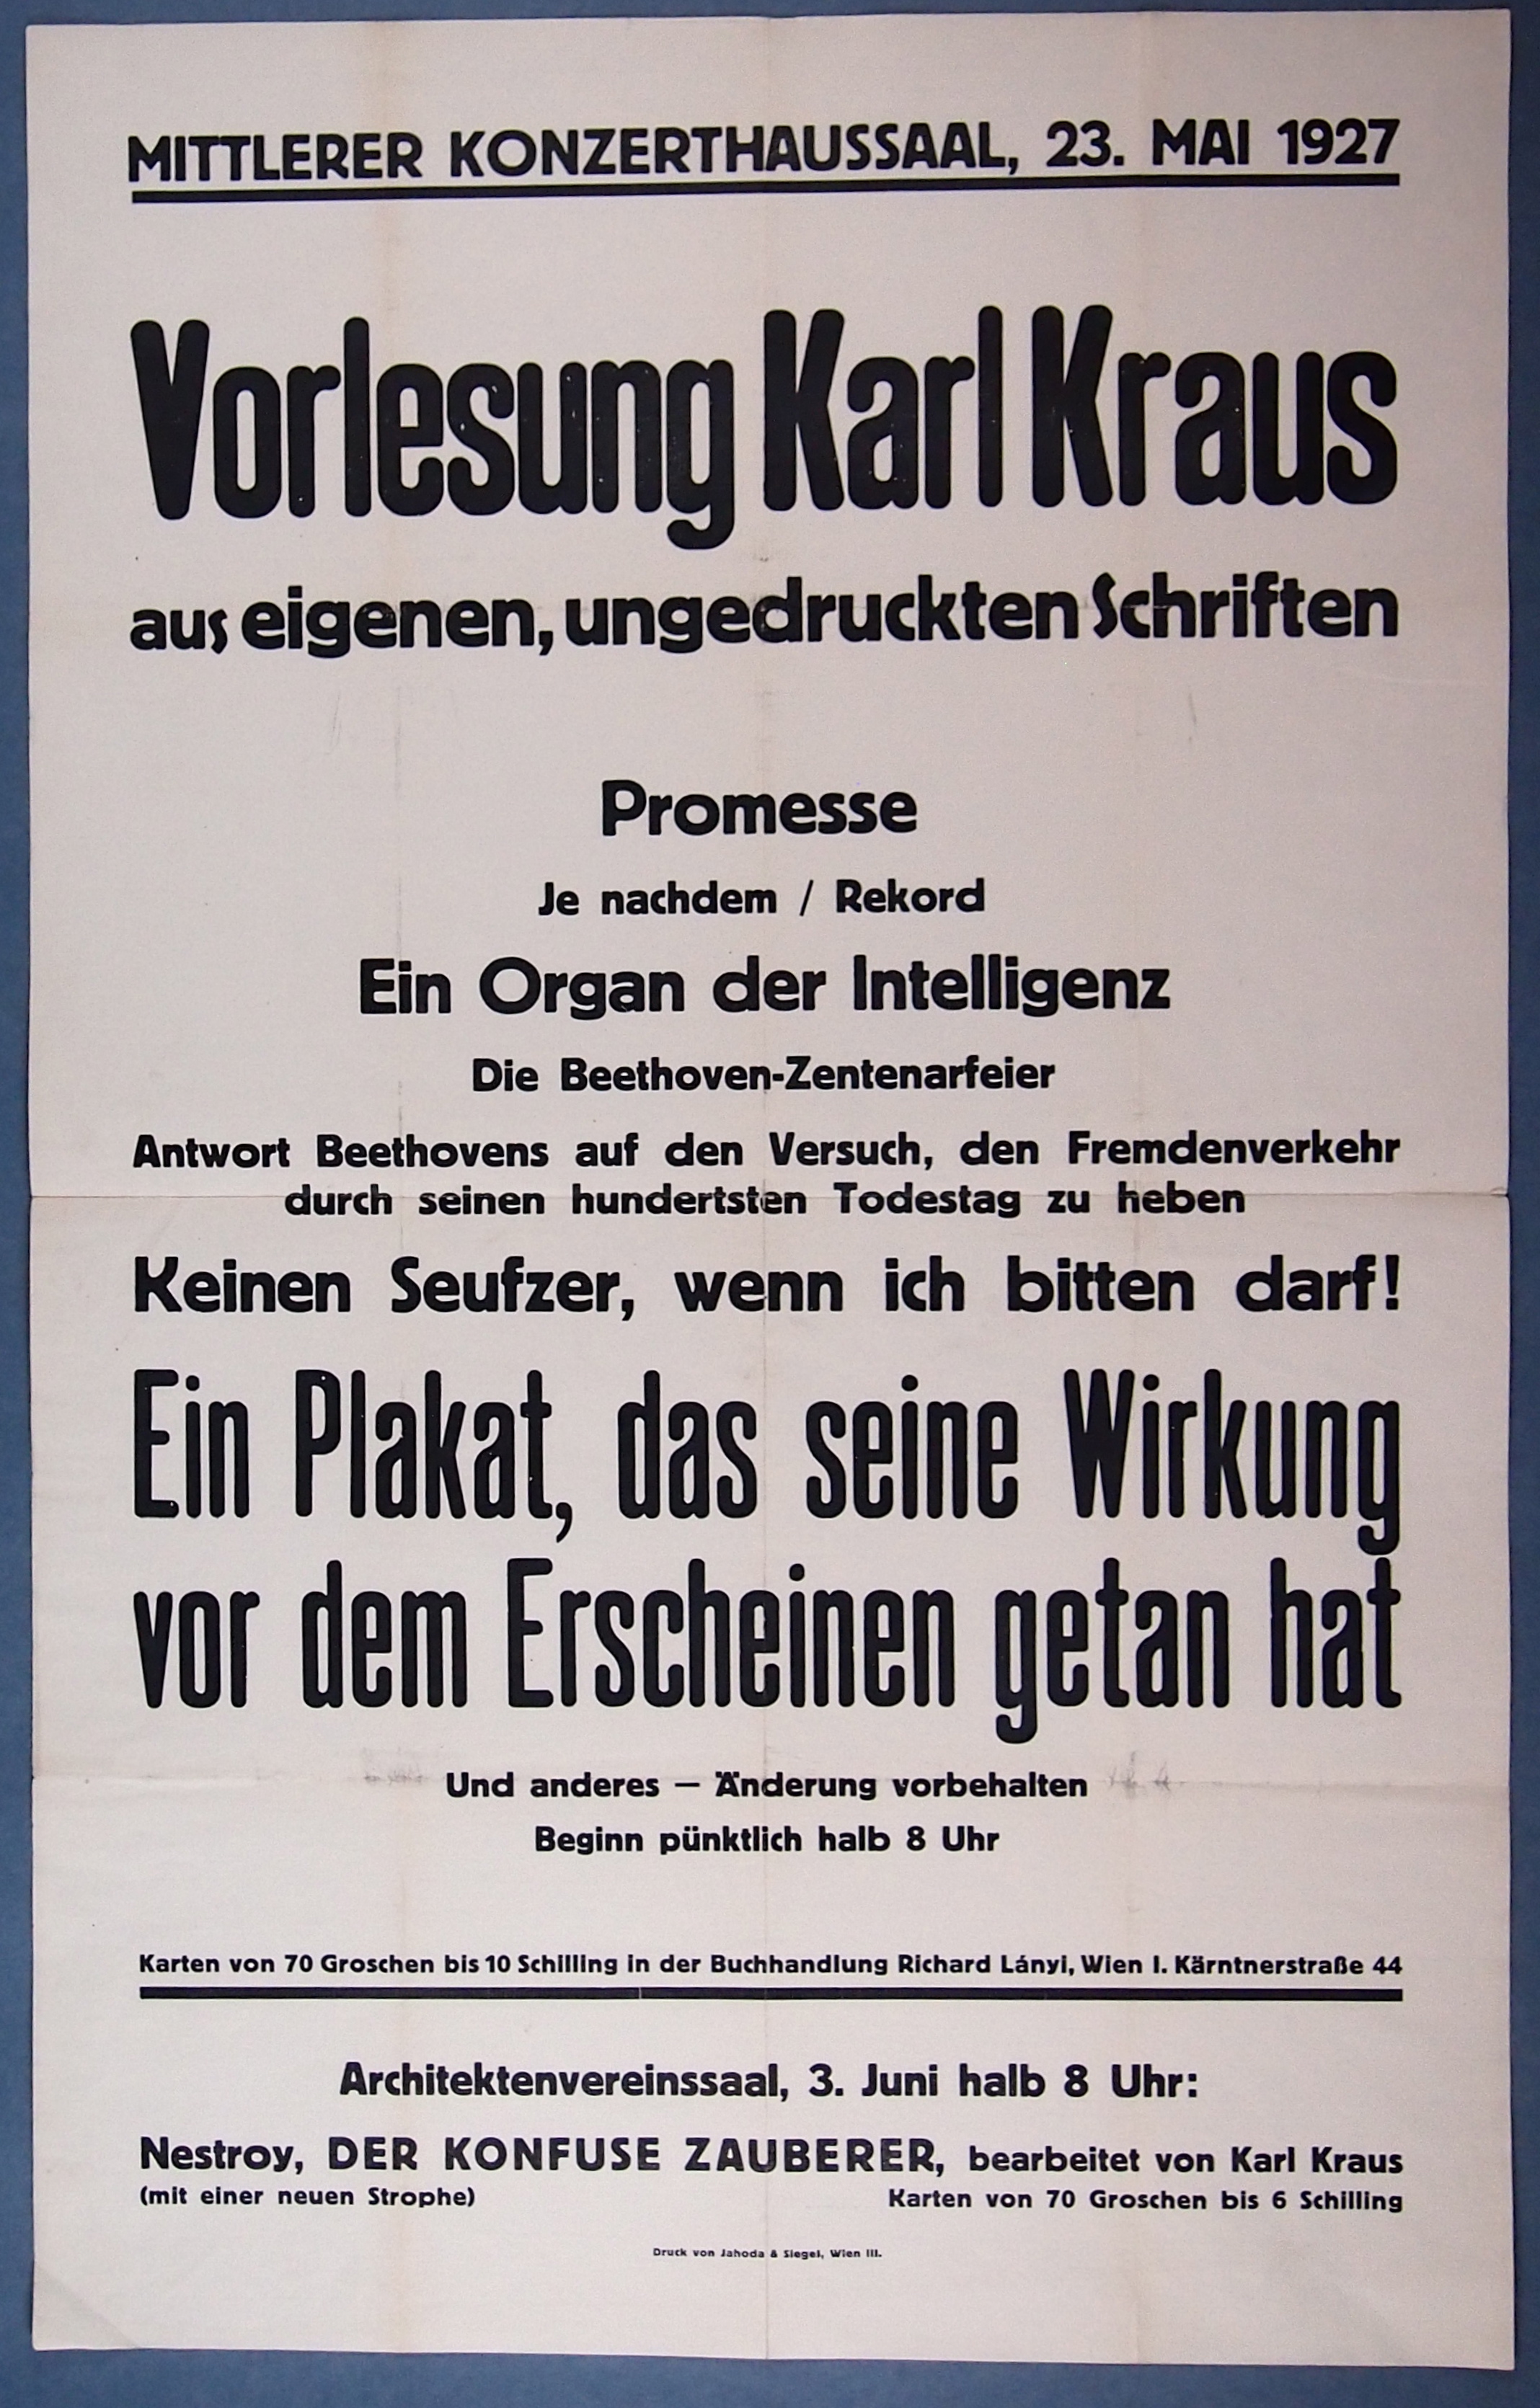 MITTLERER KONZERTHAUSSAAL, 23. MAI 1927
Vorlesung Karl Kraus
aus eigenen, ungedruckten Schriften
Promesse
Je nachdem / Rekord
Ein Organ der Intelligenz
Die Beethoven-Zentenarfeier
Antwort Beethovens auf den Versuch, den Fremdenverkehr
durch seinen hundertsten Todestag zu heben
Keinen Seufzer, wenn ich bitten darf!
Ein Plakat, das seine Wirkung
vor dem Erscheinen getan hat
Und anderes — Änderung vorbehalten
Beginn pünktlich halb 8 Uhr
Karten von 70 Groschen bis 10 Schilling in der Buchhandlung Richard Lányi, Wien I. Kärntnerstraße 44
Architektenvereinssaal, 3. Juni halb 8 Uhr:
Nestroy, DER KONFUSE ZAUBERER, bearbeitet von Karl Kraus
(mit einer neuen Strophe) Karten von 70 Groschen bis 6 Schilling
Druck von Jahoda & Siegel, Wien III.